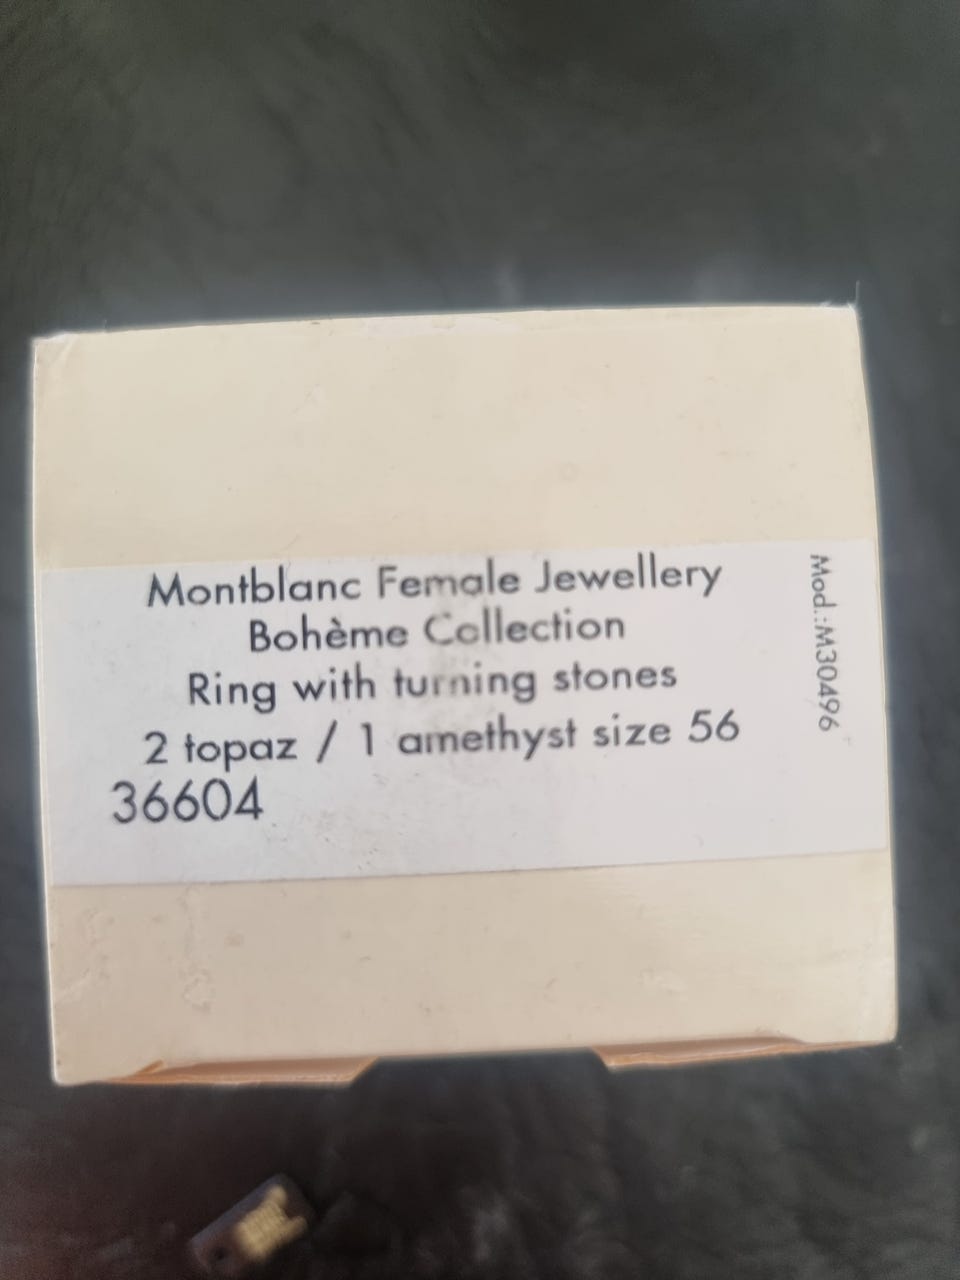 Montblanc Female Jewellery
Bohème Collection
Ring with turning stones
2 topaz / 1 amethyst size 56
36604
Mod.:M30496